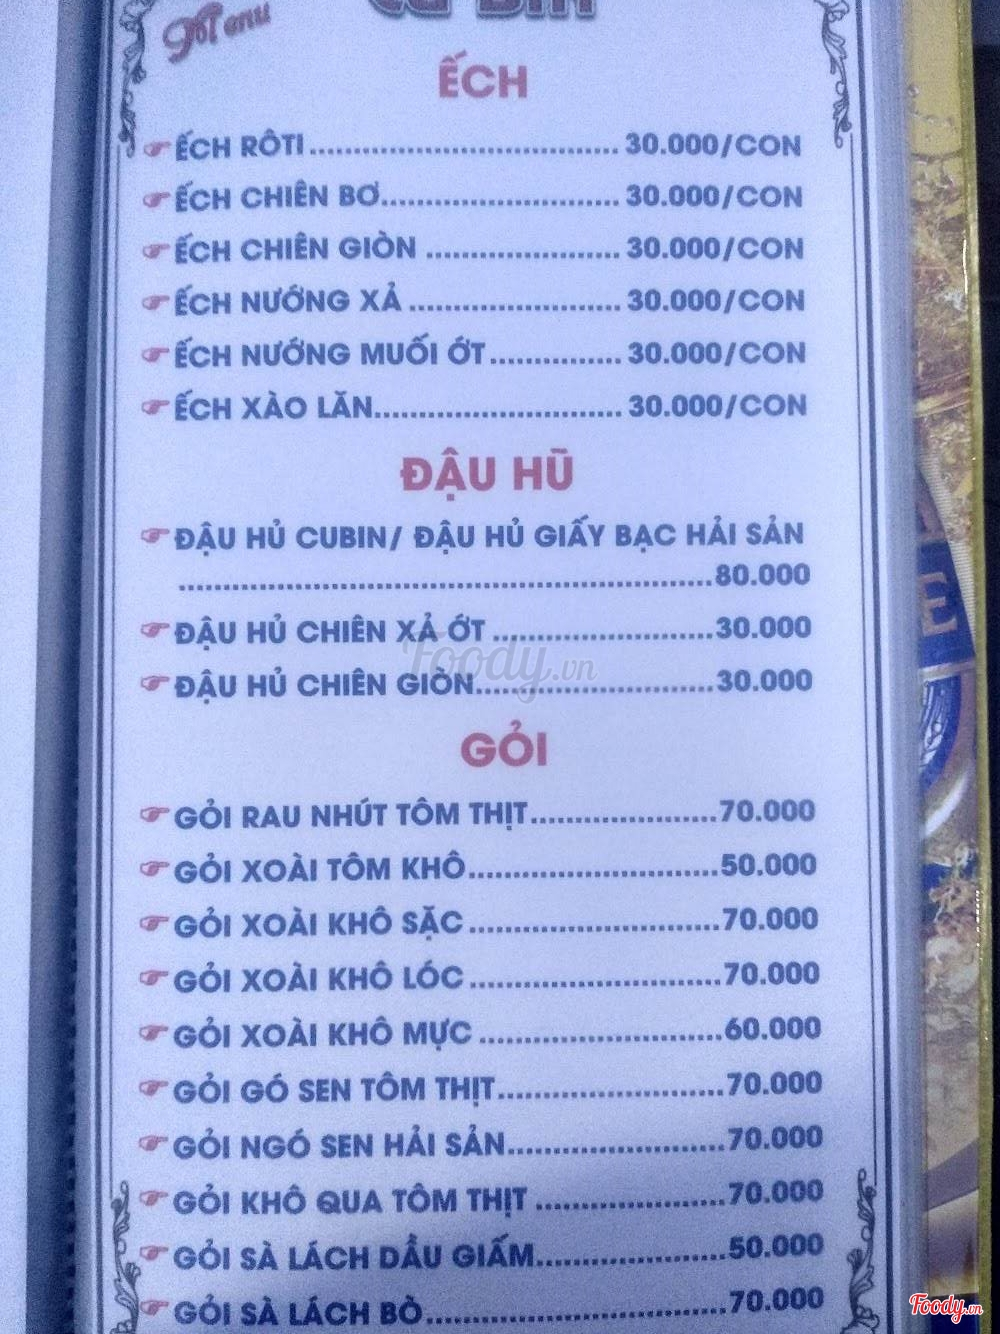 Menu
Cu Bin
ẾCH
ẾCH RÔTI ........ 30.000/CON
ẾCH CHIÊN BƠ ........ 30.000/CON
ẾCH CHIÊN GIÒN ........ 30.000/CON
ẾCH NƯỚNG XẢ ........ 30.000/CON
ẾCH NƯỚNG MUỐI ỚT ........ 30.000/CON
ẾCH XÀO LĂN ........ 30.000/CON
ĐẬU HŨ
ĐẬU HỦ CUBIN/ ĐẬU HỦ GIẤY BẠC HẢI SẢN
........ 80.000
ĐẬU HỦ CHIÊN XẢ ỚT ........ 30.000
ĐẬU HỦ CHIÊN GIÒN ........ 30.000
Foody.vn
GỎI
GỎI RAU NHÚT TÔM THỊT ........ 70.000
GỎI XOÀI TÔM KHÔ ........ 50.000
GỎI XOÀI KHÔ SẶC ........ 70.000
GỎI XOÀI KHÔ LÓC ........ 70.000
GỎI XOÀI KHÔ MỰC ........ 60.000
GỎI GÓ SEN TÔM THỊT ........ 70.000
GỎI NGÓ SEN HẢI SẢN ........ 70.000
GỎI KHÔ QUA TÔM THỊT ........ 70.000
GỎI SÀ LÁCH DẦU GIẤM ........ 50.000
GỎI SÀ LÁCH BÒ ........ 70.000
Foody.vn